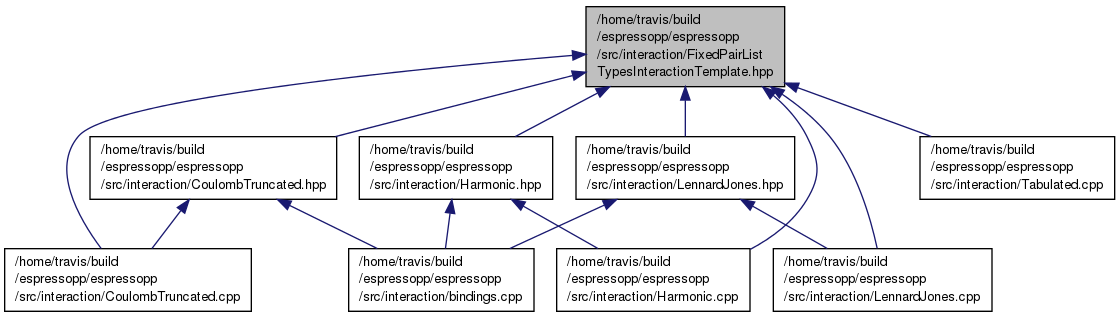 /home/travis/build
/espressopp/espressopp
/src/interaction/FixedPairList
TypesInteractionTemplate.hpp
/home/travis/build
/espressopp/espressopp
/src/interaction/CoulombTruncated.hpp
/home/travis/build
/espressopp/espressopp
/src/interaction/Harmonic.hpp
/home/travis/build
/espressopp/espressopp
/src/interaction/LennardJones.hpp
/home/travis/build
/espressopp/espressopp
/src/interaction/Tabulated.cpp
/home/travis/build
/espressopp/espressopp
/src/interaction/CoulombTruncated.cpp
/home/travis/build
/espressopp/espressopp
/src/interaction/bindings.cpp
/home/travis/build
/espressopp/espressopp
/src/interaction/Harmonic.cpp
/home/travis/build
/espressopp/espressopp
/src/interaction/LennardJones.cpp